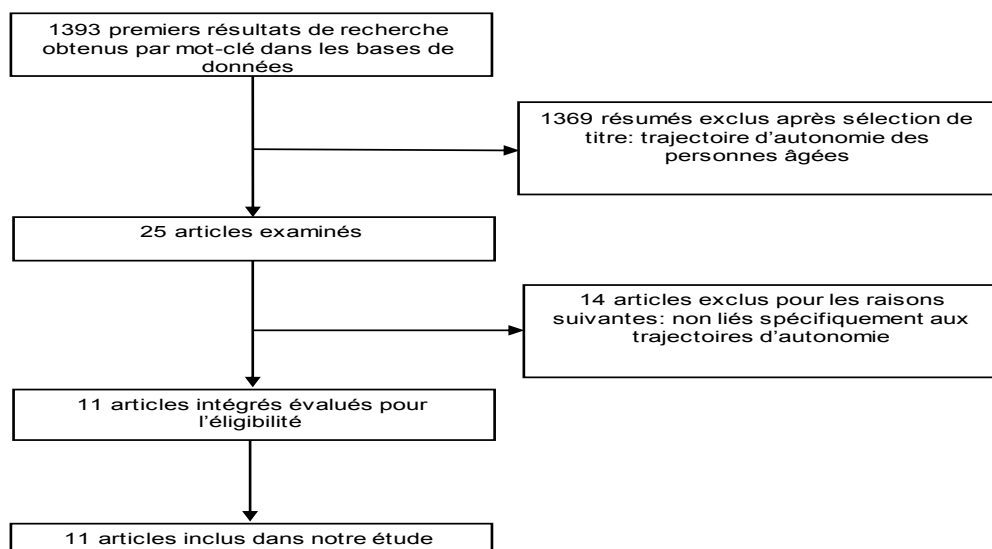 1393 premiers résultats de recherche
obtenus par mot-clé dans les bases de
données
1369 résumés exclus après sélection de
titre: trajectoire d'autonomie des
personnes âgées
25 articles examinés
14 articles exclus pour les raisons
suivantes: non liés spécifiquement aux
trajectoires d'autonomie
11 articles intégrés évalués pour
l'éligibilité
11 articles inclus dans notre étude